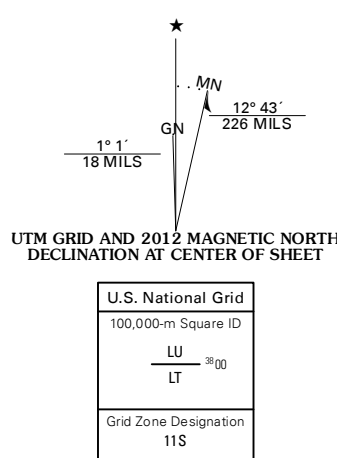 ★
MN
GN
12° 43´
226 MILS
1° 1´
18 MILS
UTM GRID AND 2012 MAGNETIC NORTH
DECLINATION AT CENTER OF SHEET
U.S. National Grid
100,000-m Square ID
LU
³⁸00
LT
Grid Zone Designation
11S